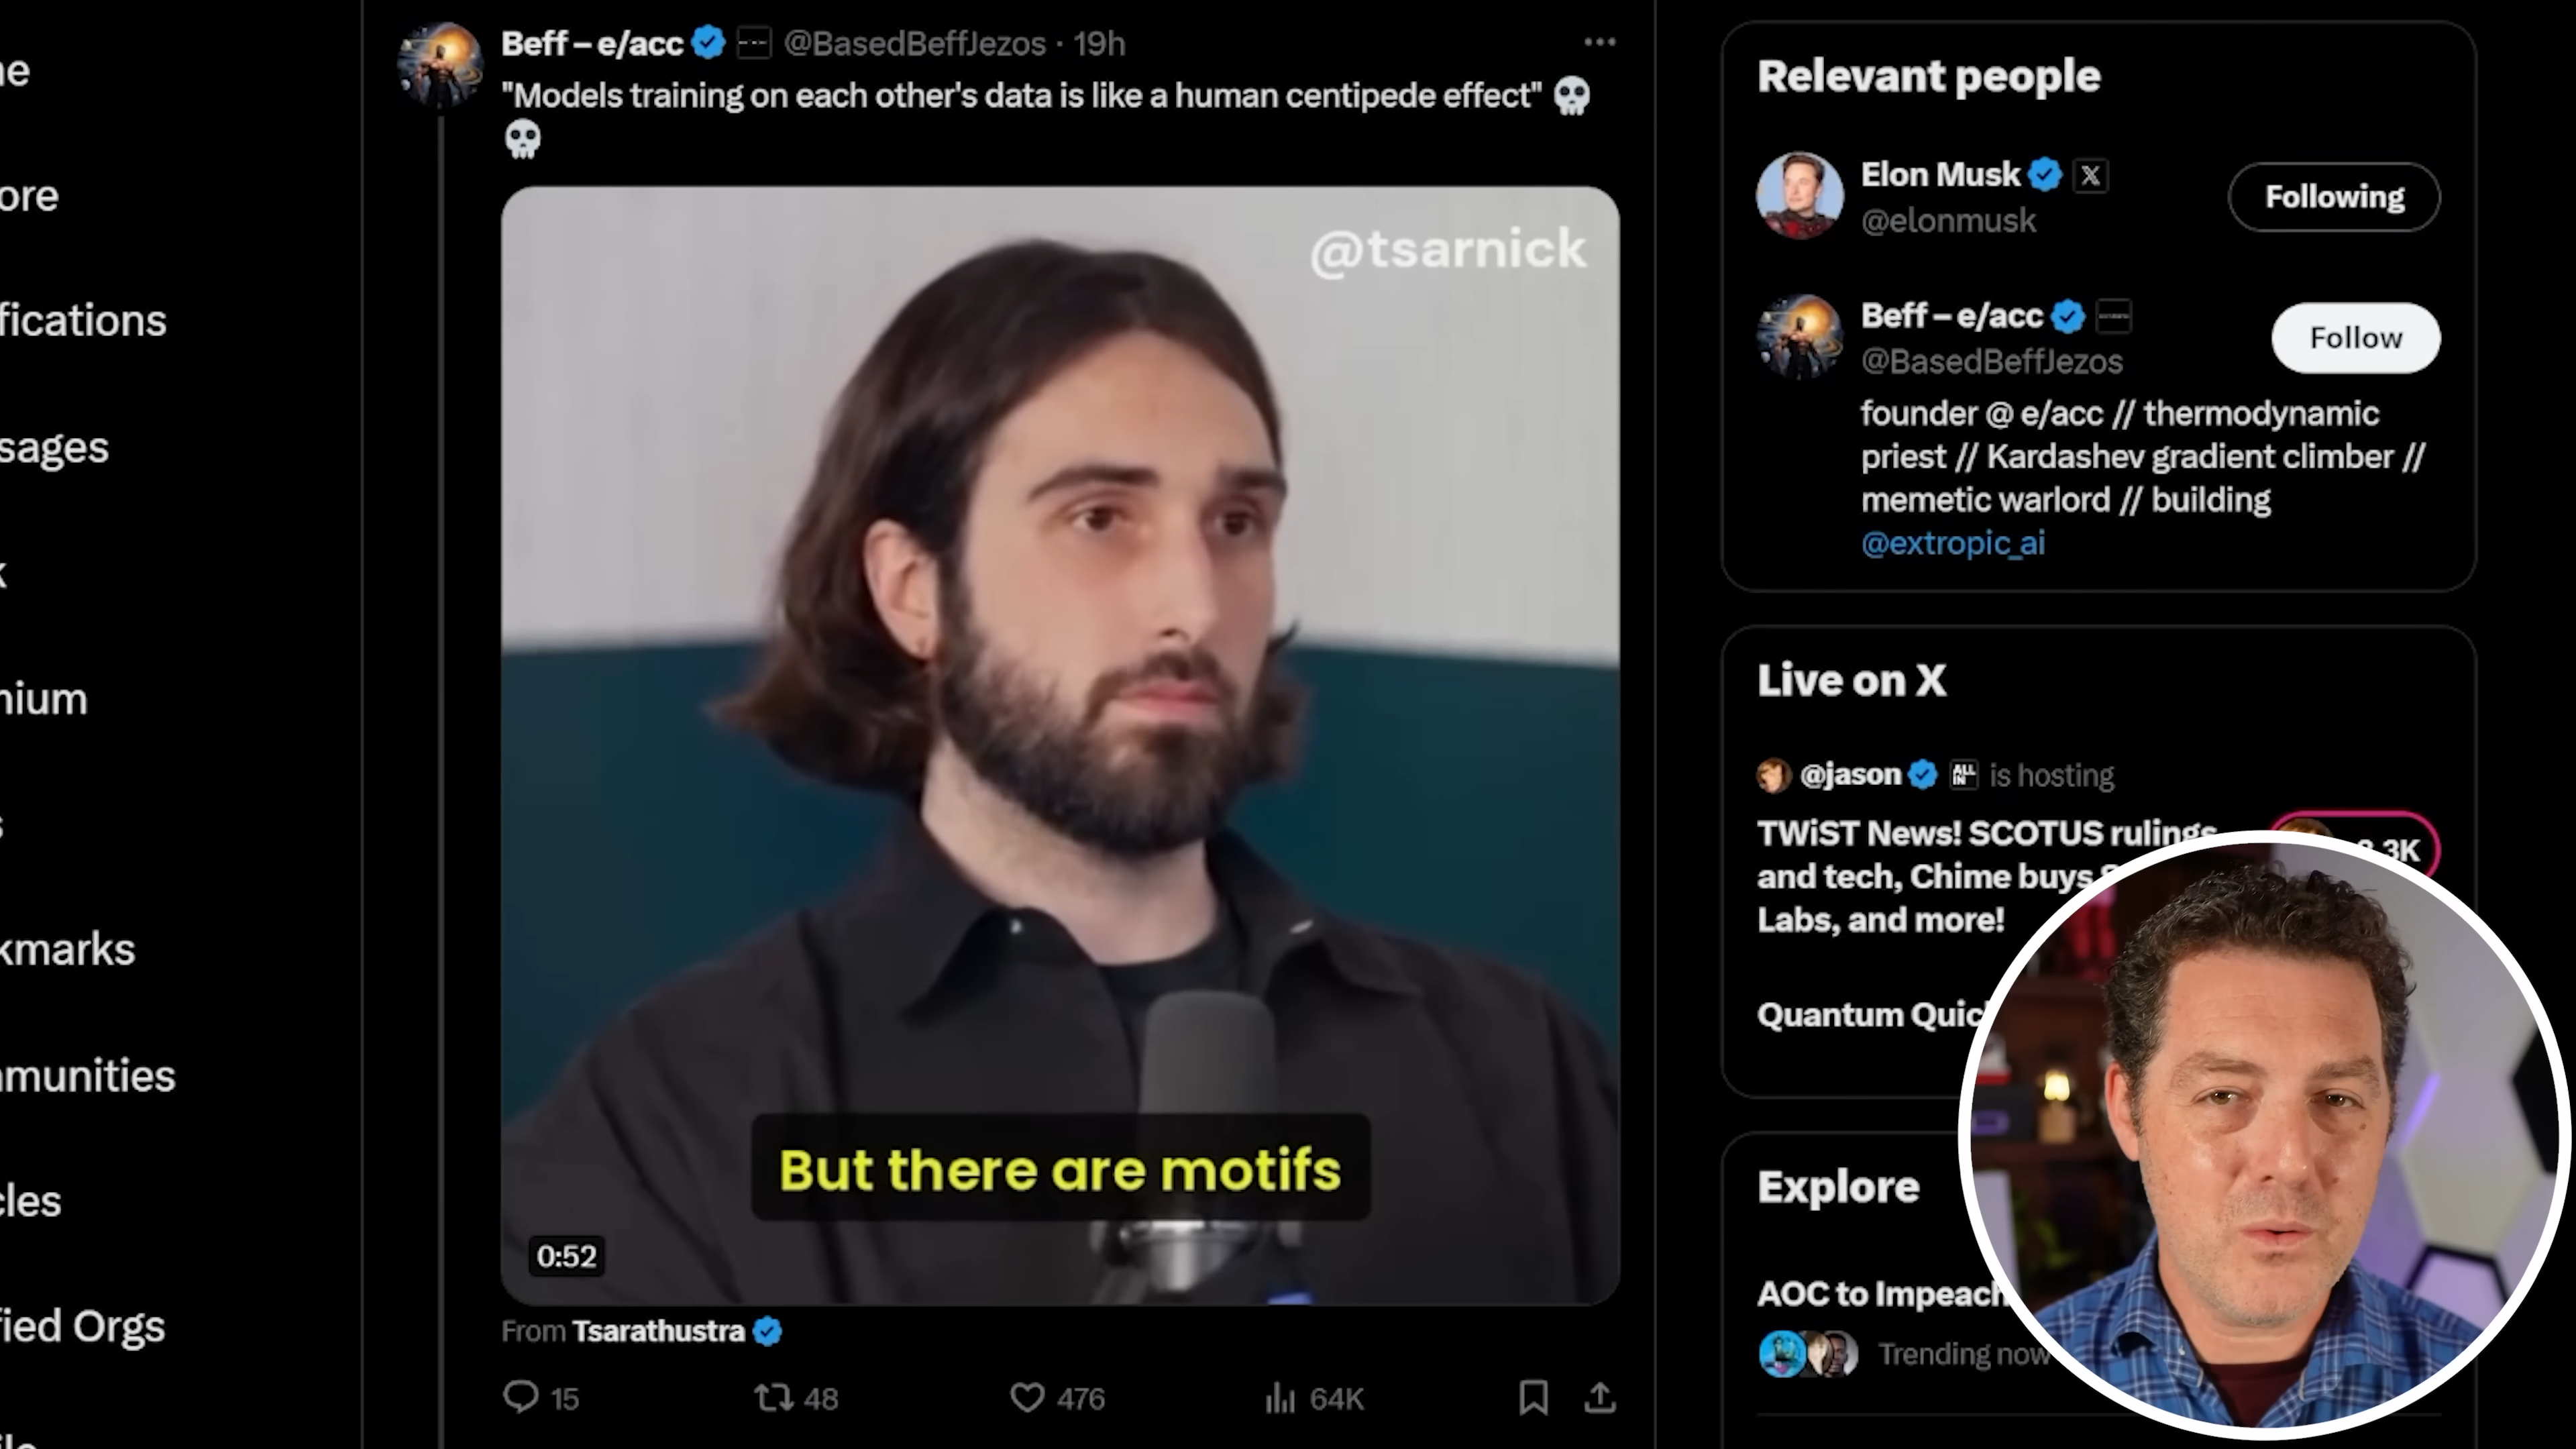 ne
ore
fications
sages
k
nium
s
kmarks
mmunities
cles
fied Orgs
Beff – e/acc @BasedBeffJezos · 19h
"Models training on each other's data is like a human centipede effect" 💀
💀
@tsarnick
But there are motifs
0:52
From Tsarathustra
15 48 476 64K
Relevant people
Elon Musk
@elonmusk
Following
Beff – e/acc
@BasedBeffJezos
Follow
founder @ e/acc // thermodynamic
priest // Kardashev gradient climber //
memetic warlord // building
@extropic_ai
Live on X
@jason ALL IN is hosting
TWiST News! SCOTUS rulings
and tech, Chime buys
Labs, and more!
3K
Quantum Quic
Explore
AOC to Impeach
Trending now